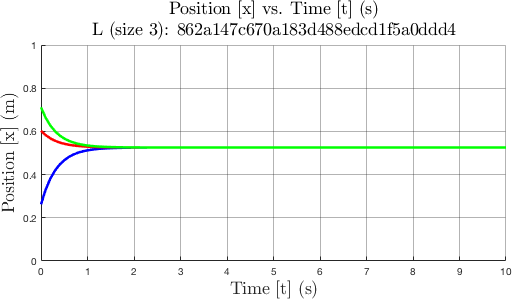 Position [x] vs. Time [t] (s)
L (size 3): 862a147c670a183d488edcd1f5a0ddd4
Position [x] (m)
1
0.8
0.6
0.4
0.2
0
0 1 2 3 4 5 6 7 8 9 10
Time [t] (s)